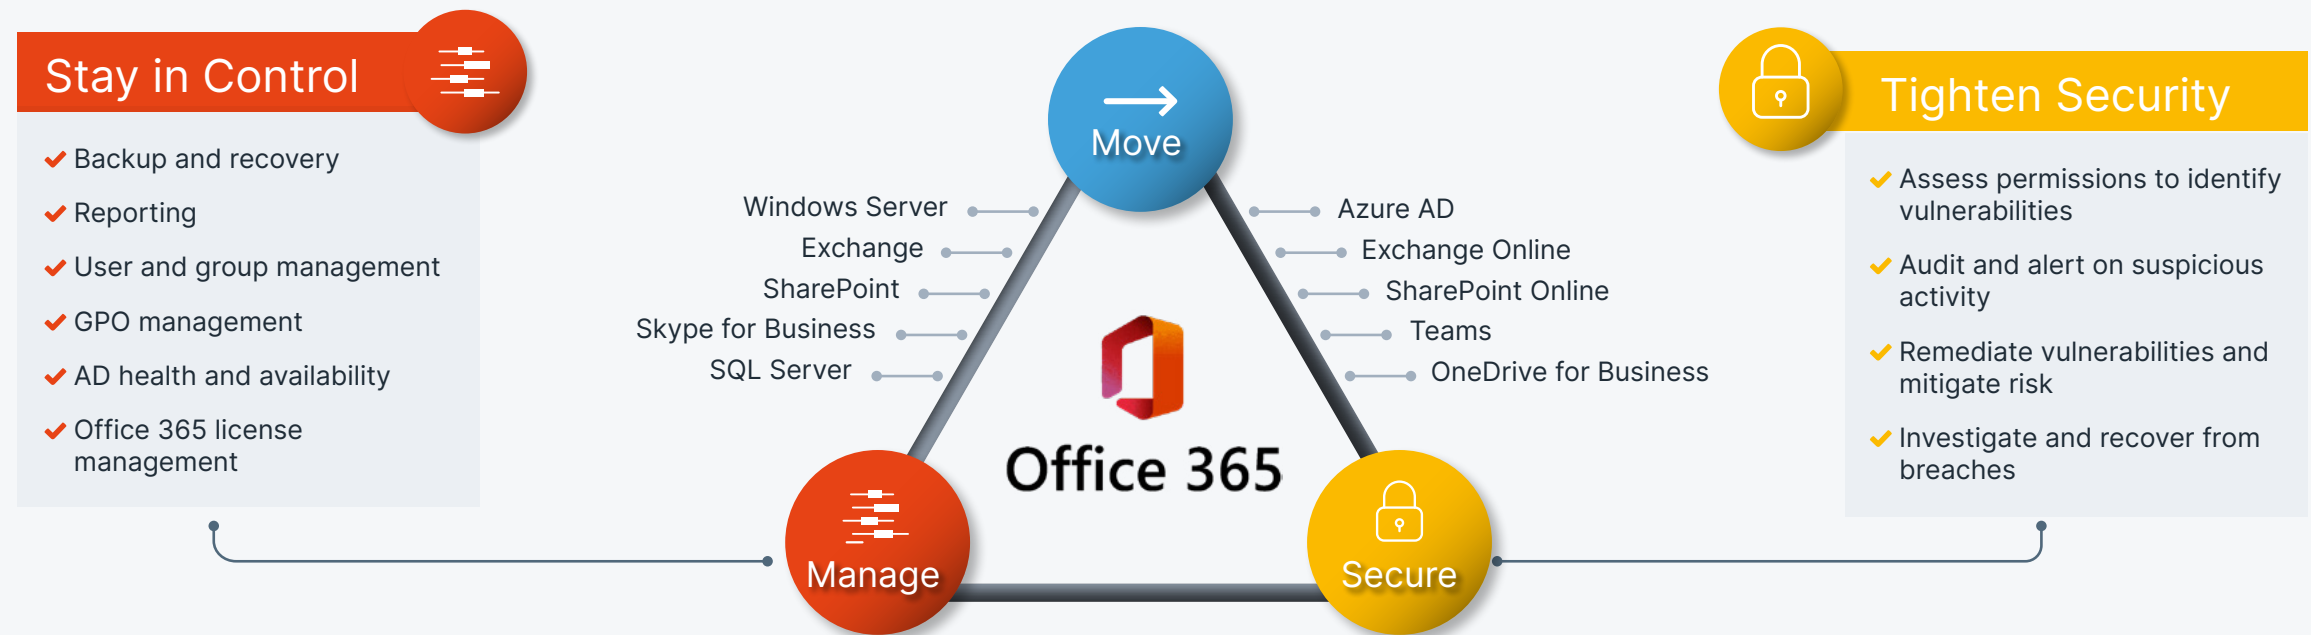 Stay in Control
Backup and recovery
Reporting
User and group management
GPO management
AD health and availability
Office 365 license
management
Move
Windows Server
Exchange
SharePoint
Skype for Business
SQL Server
Azure AD
Exchange Online
SharePoint Online
Teams
OneDrive for Business
Office 365
Manage
Secure
Tighten Security
Assess permissions to identify
vulnerabilities
Audit and alert on suspicious
activity
Remediate vulnerabilities and
mitigate risk
Investigate and recover from
breaches